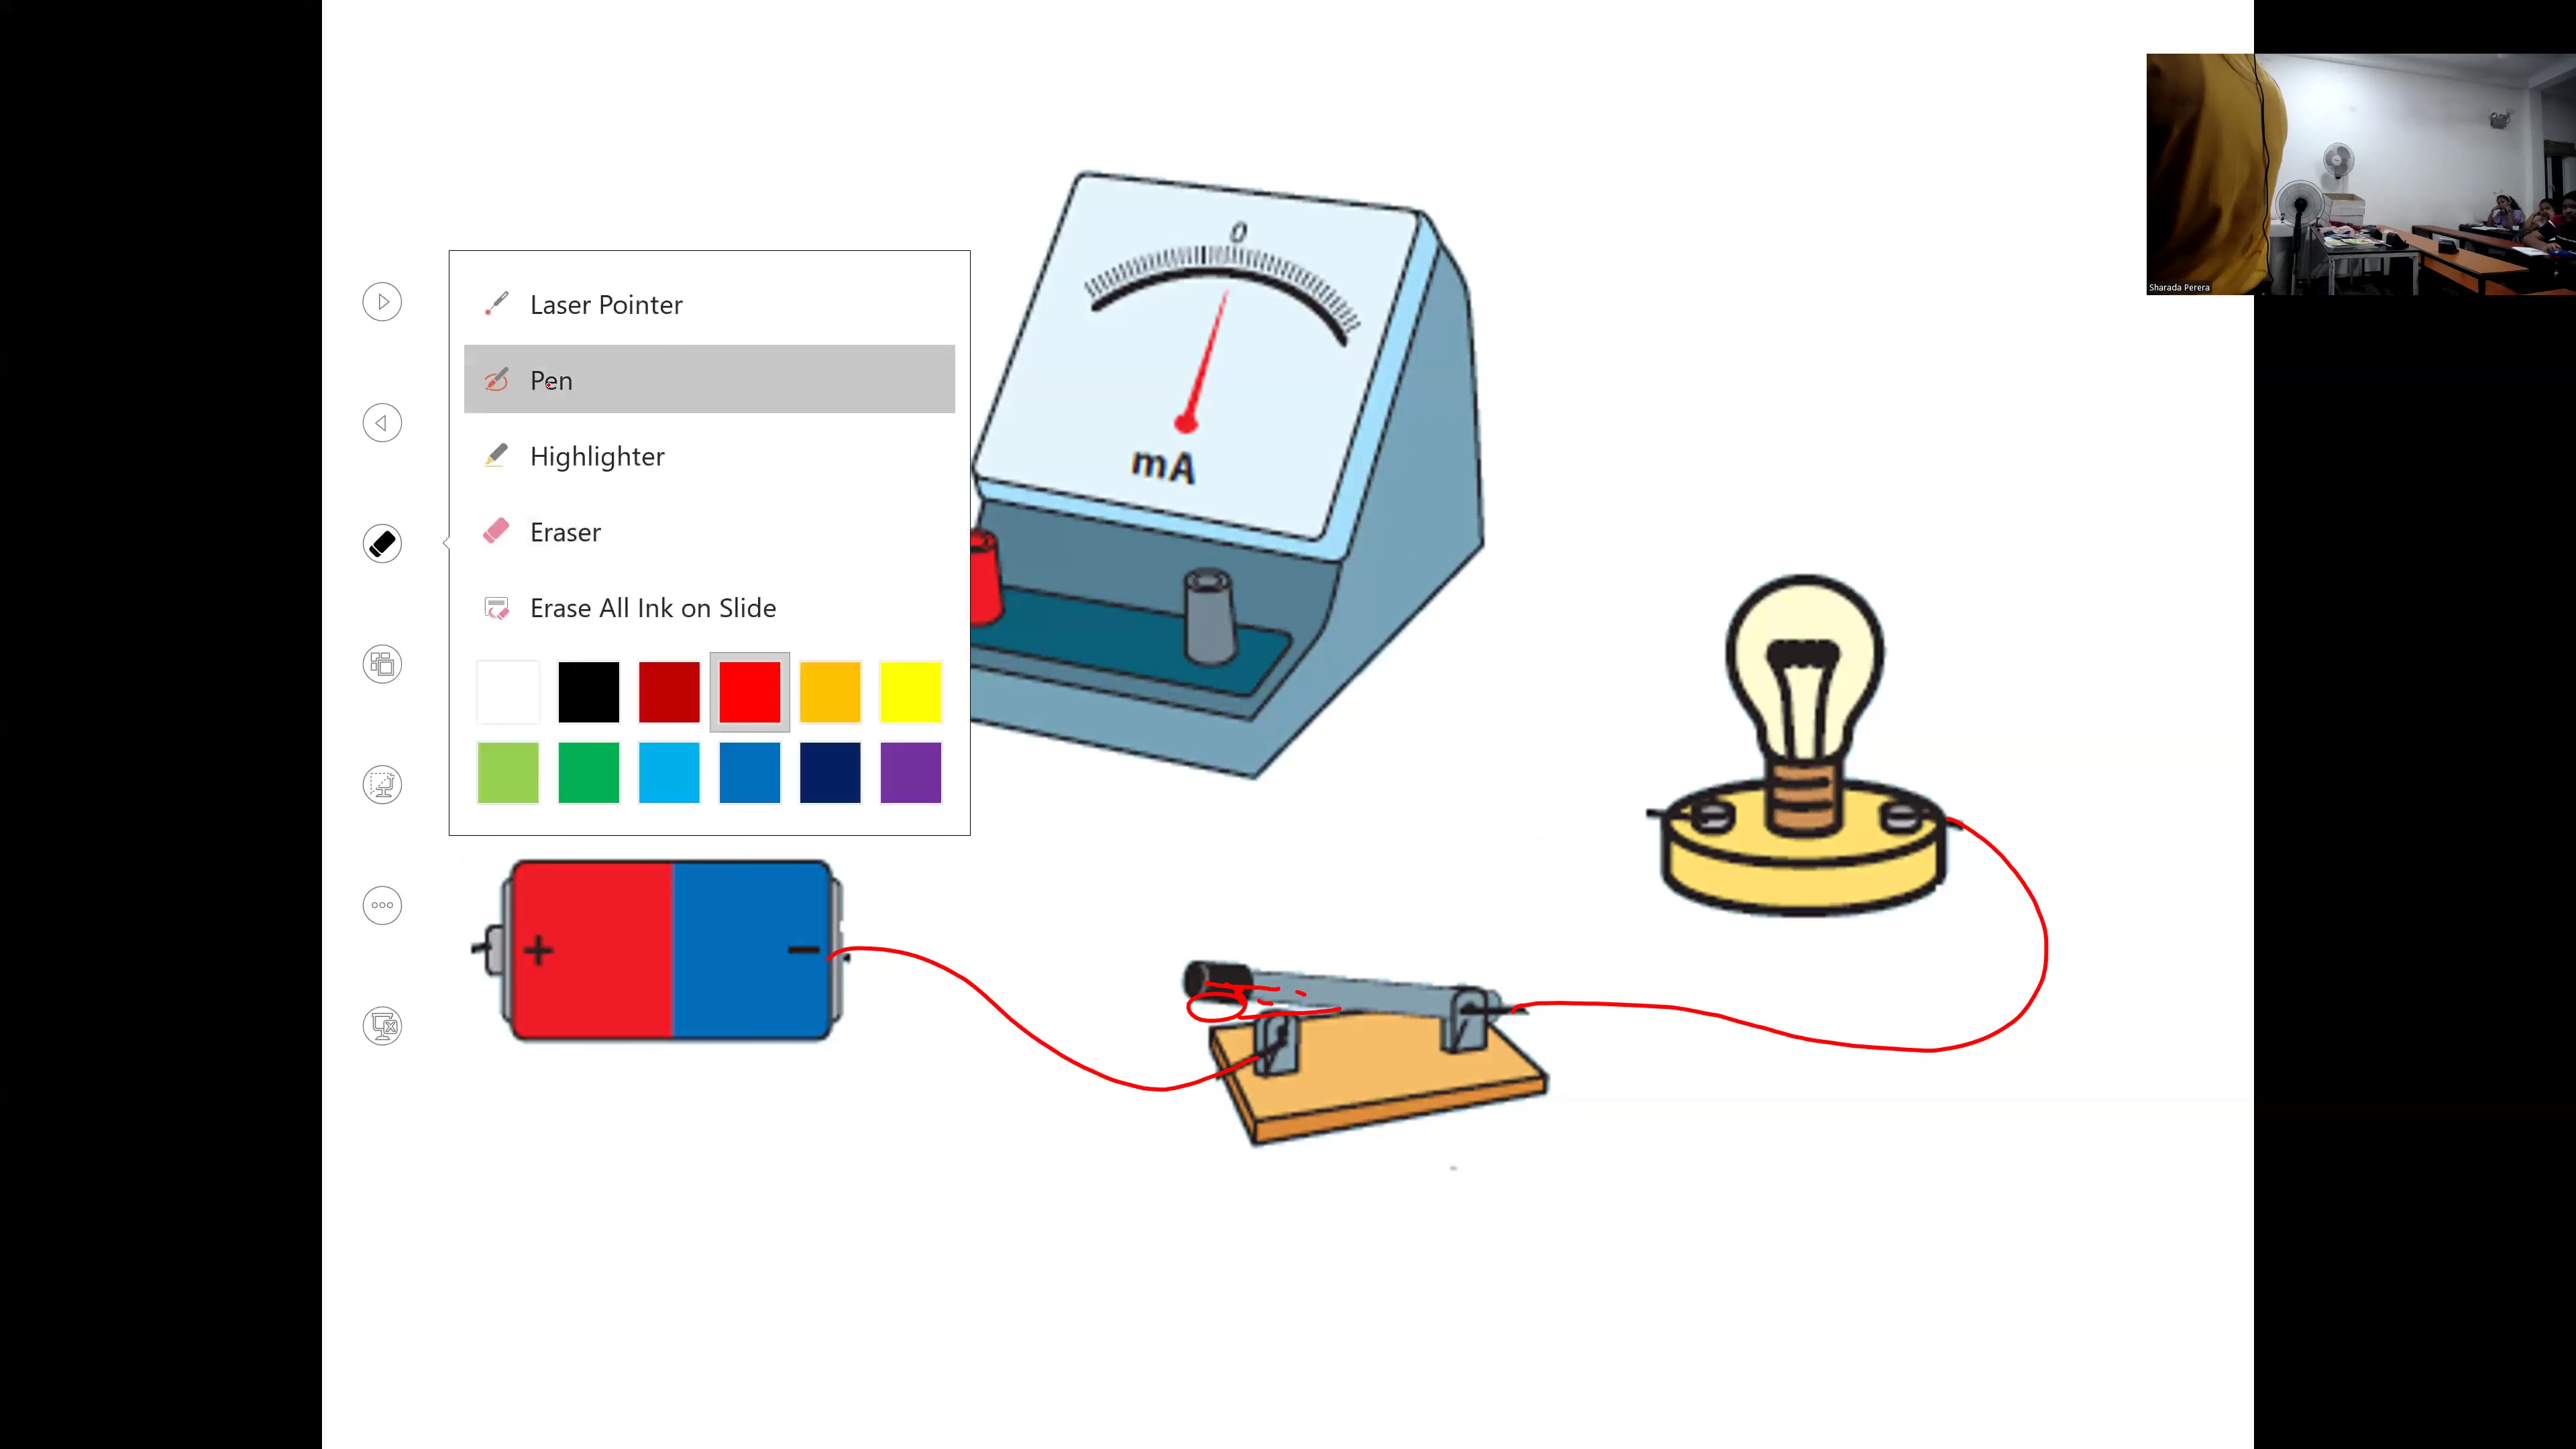 0
Sharada Perera
Laser Pointer
Pen
Highlighter
mA
Eraser
Erase All Ink on Slide
+ −